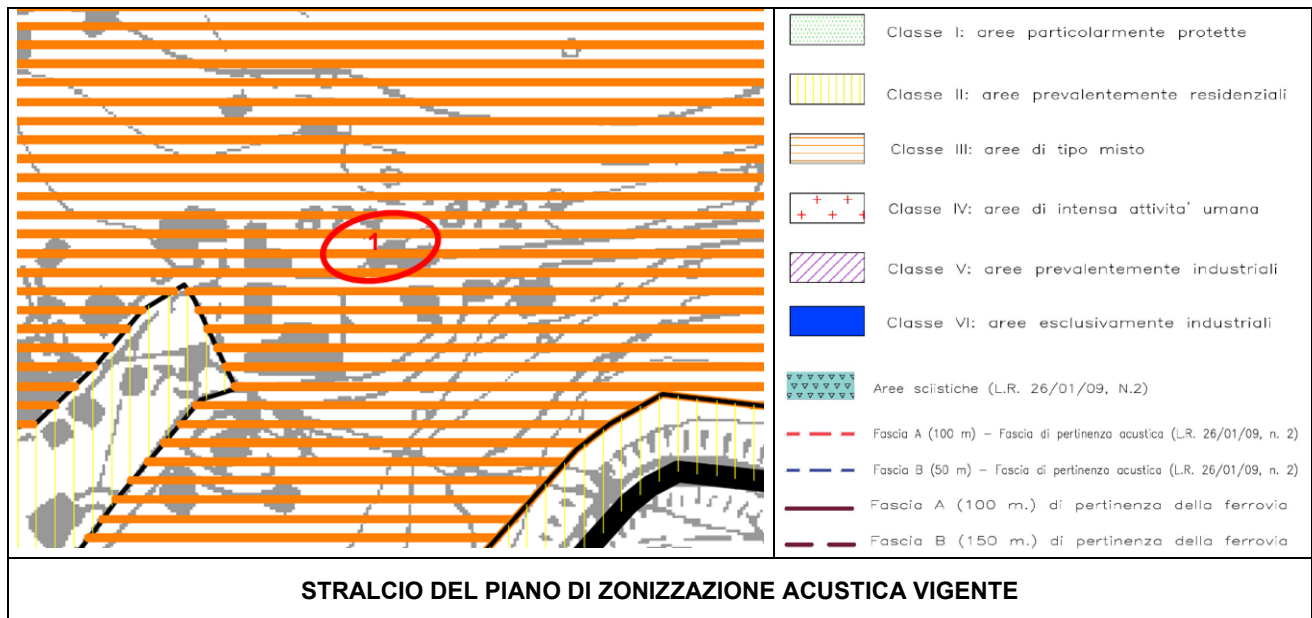 1
Classe I: aree particolarmente protette
Classe II: aree prevalentemente residenziali
Classe III: aree di tipo misto
Classe IV: aree di intensa attivita' umana
Classe V: aree prevalentemente industriali
Classe VI: aree esclusivamente industriali
Aree sciistiche (L.R. 26/01/09, N.2)
Fascia A (100 m) – Fascia di pertinenza acustica (L.R. 26/01/09, n. 2)
Fascia B (50 m) – Fascia di pertinenza acustica (L.R. 26/01/09, n. 2)
Fascia A (100 m.) di pertinenza della ferrovia
Fascia B (150 m.) di pertinenza della ferrovia
STRALCIO DEL PIANO DI ZONIZZAZIONE ACUSTICA VIGENTE